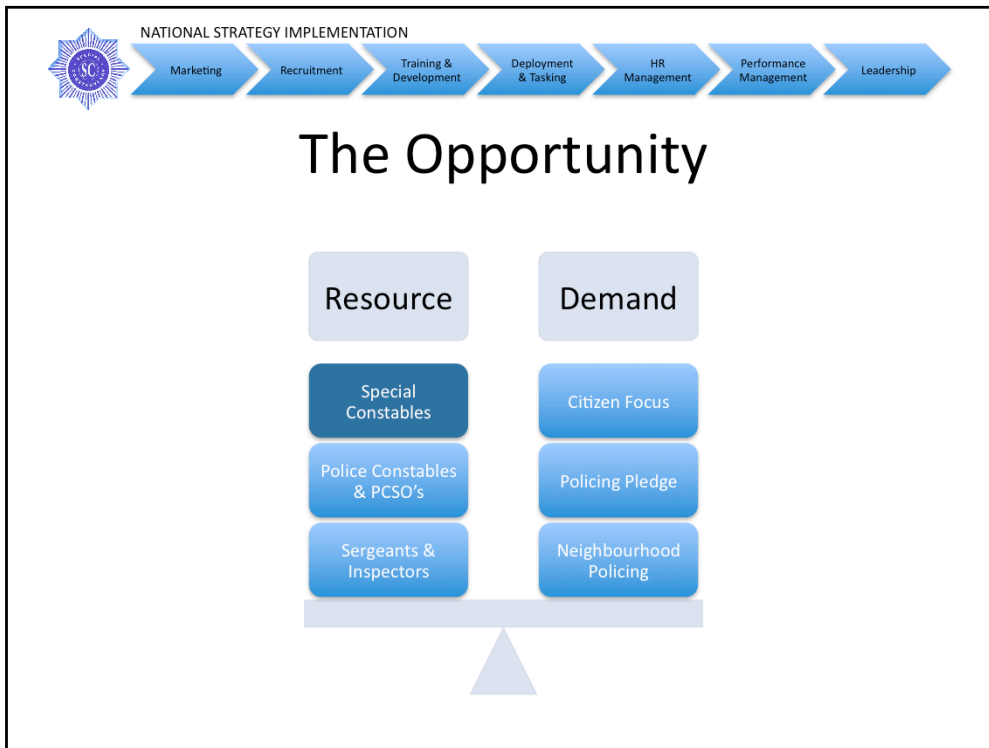 NATIONAL STRATEGY IMPLEMENTATION
Marketing
Recruitment
Training &
Development
Deployment
& Tasking
HR
Management
Performance
Management
Leadership
SC
The Opportunity
Resource
Demand
Special
Constables
Citizen Focus
Police Constables
& PCSO's
Policing Pledge
Sergeants &
Inspectors
Neighbourhood
Policing